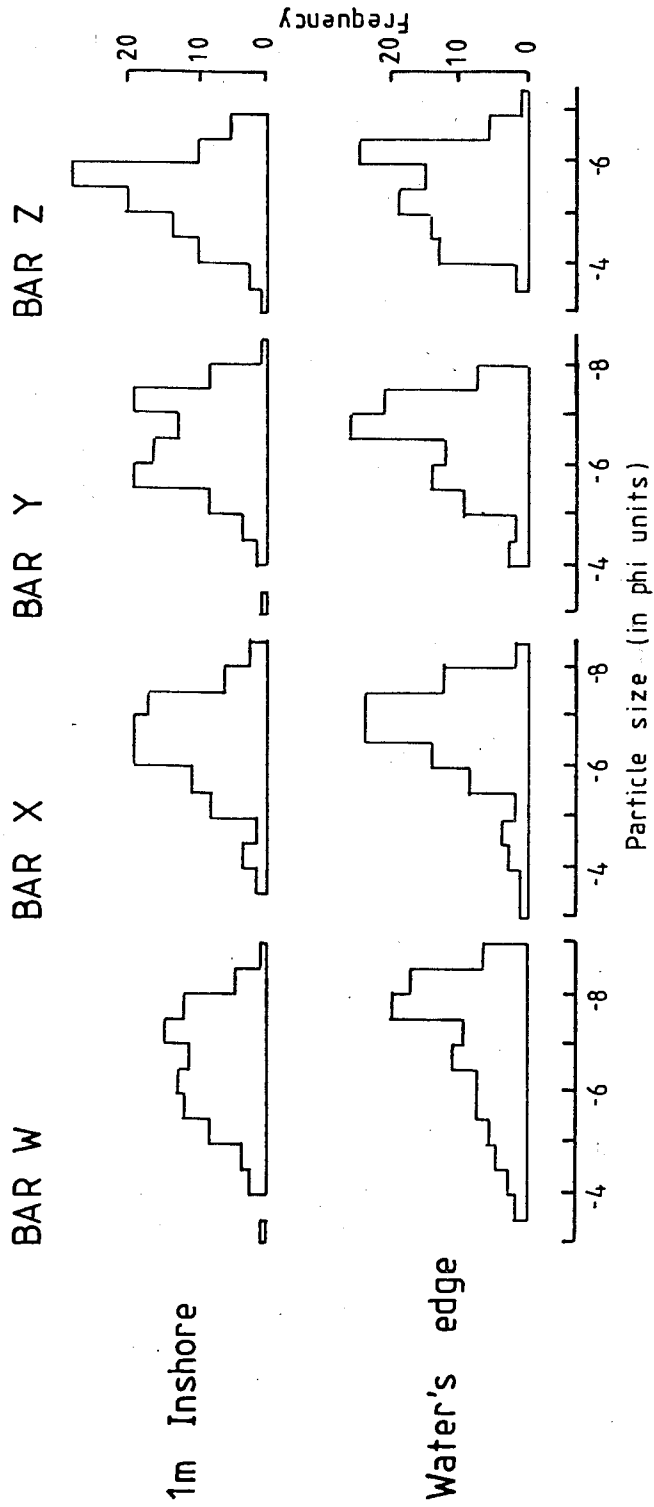 BAR W
BAR X
BAR Y
BAR Z
1m Inshore
20
10
0
Frequency
Water's edge
20
10
0
-4 -6 -8
-4 -6 -8
-4 -6 -8
-4 -6
Particle size (in phi units)